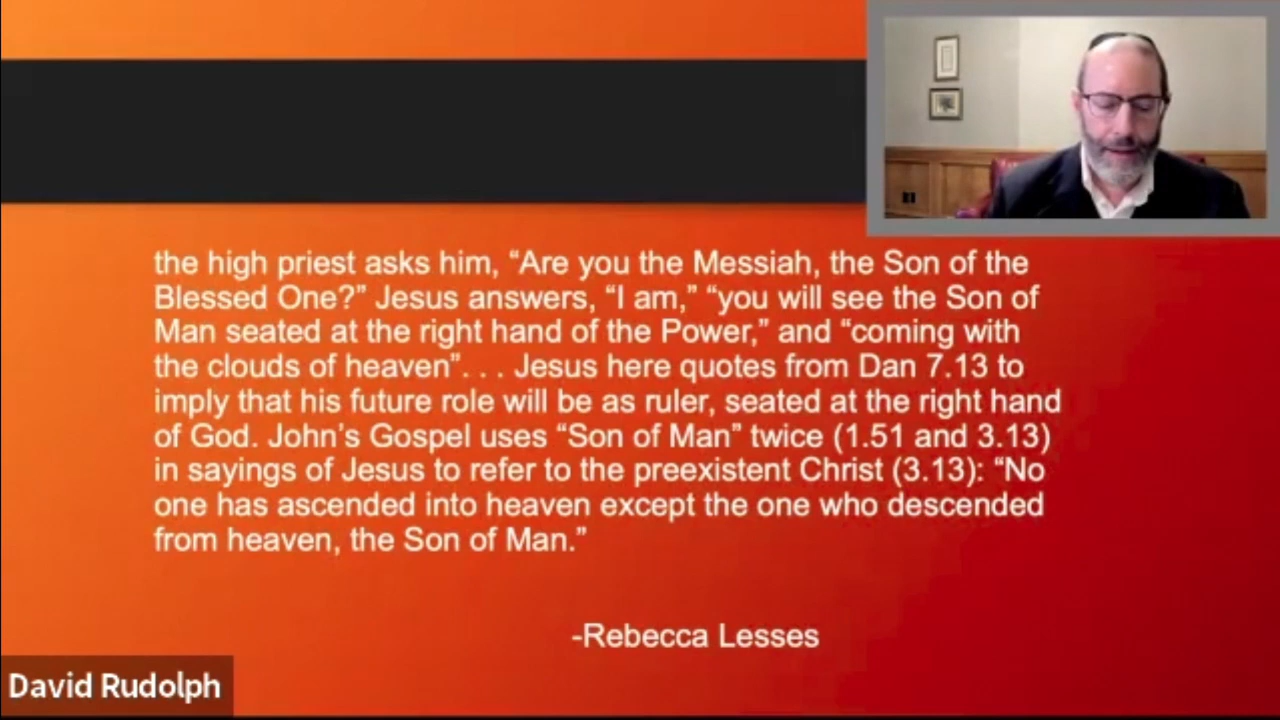 the high priest asks him, “Are you the Messiah, the Son of the
Blessed One?” Jesus answers, “I am,” “you will see the Son of
Man seated at the right hand of the Power,” and “coming with
the clouds of heaven”. . . Jesus here quotes from Dan 7.13 to
imply that his future role will be as ruler, seated at the right hand
of God. John’s Gospel uses “Son of Man” twice (1.51 and 3.13)
in sayings of Jesus to refer to the preexistent Christ (3.13): “No
one has ascended into heaven except the one who descended
from heaven, the Son of Man.”
-Rebecca Lesses
David Rudolph